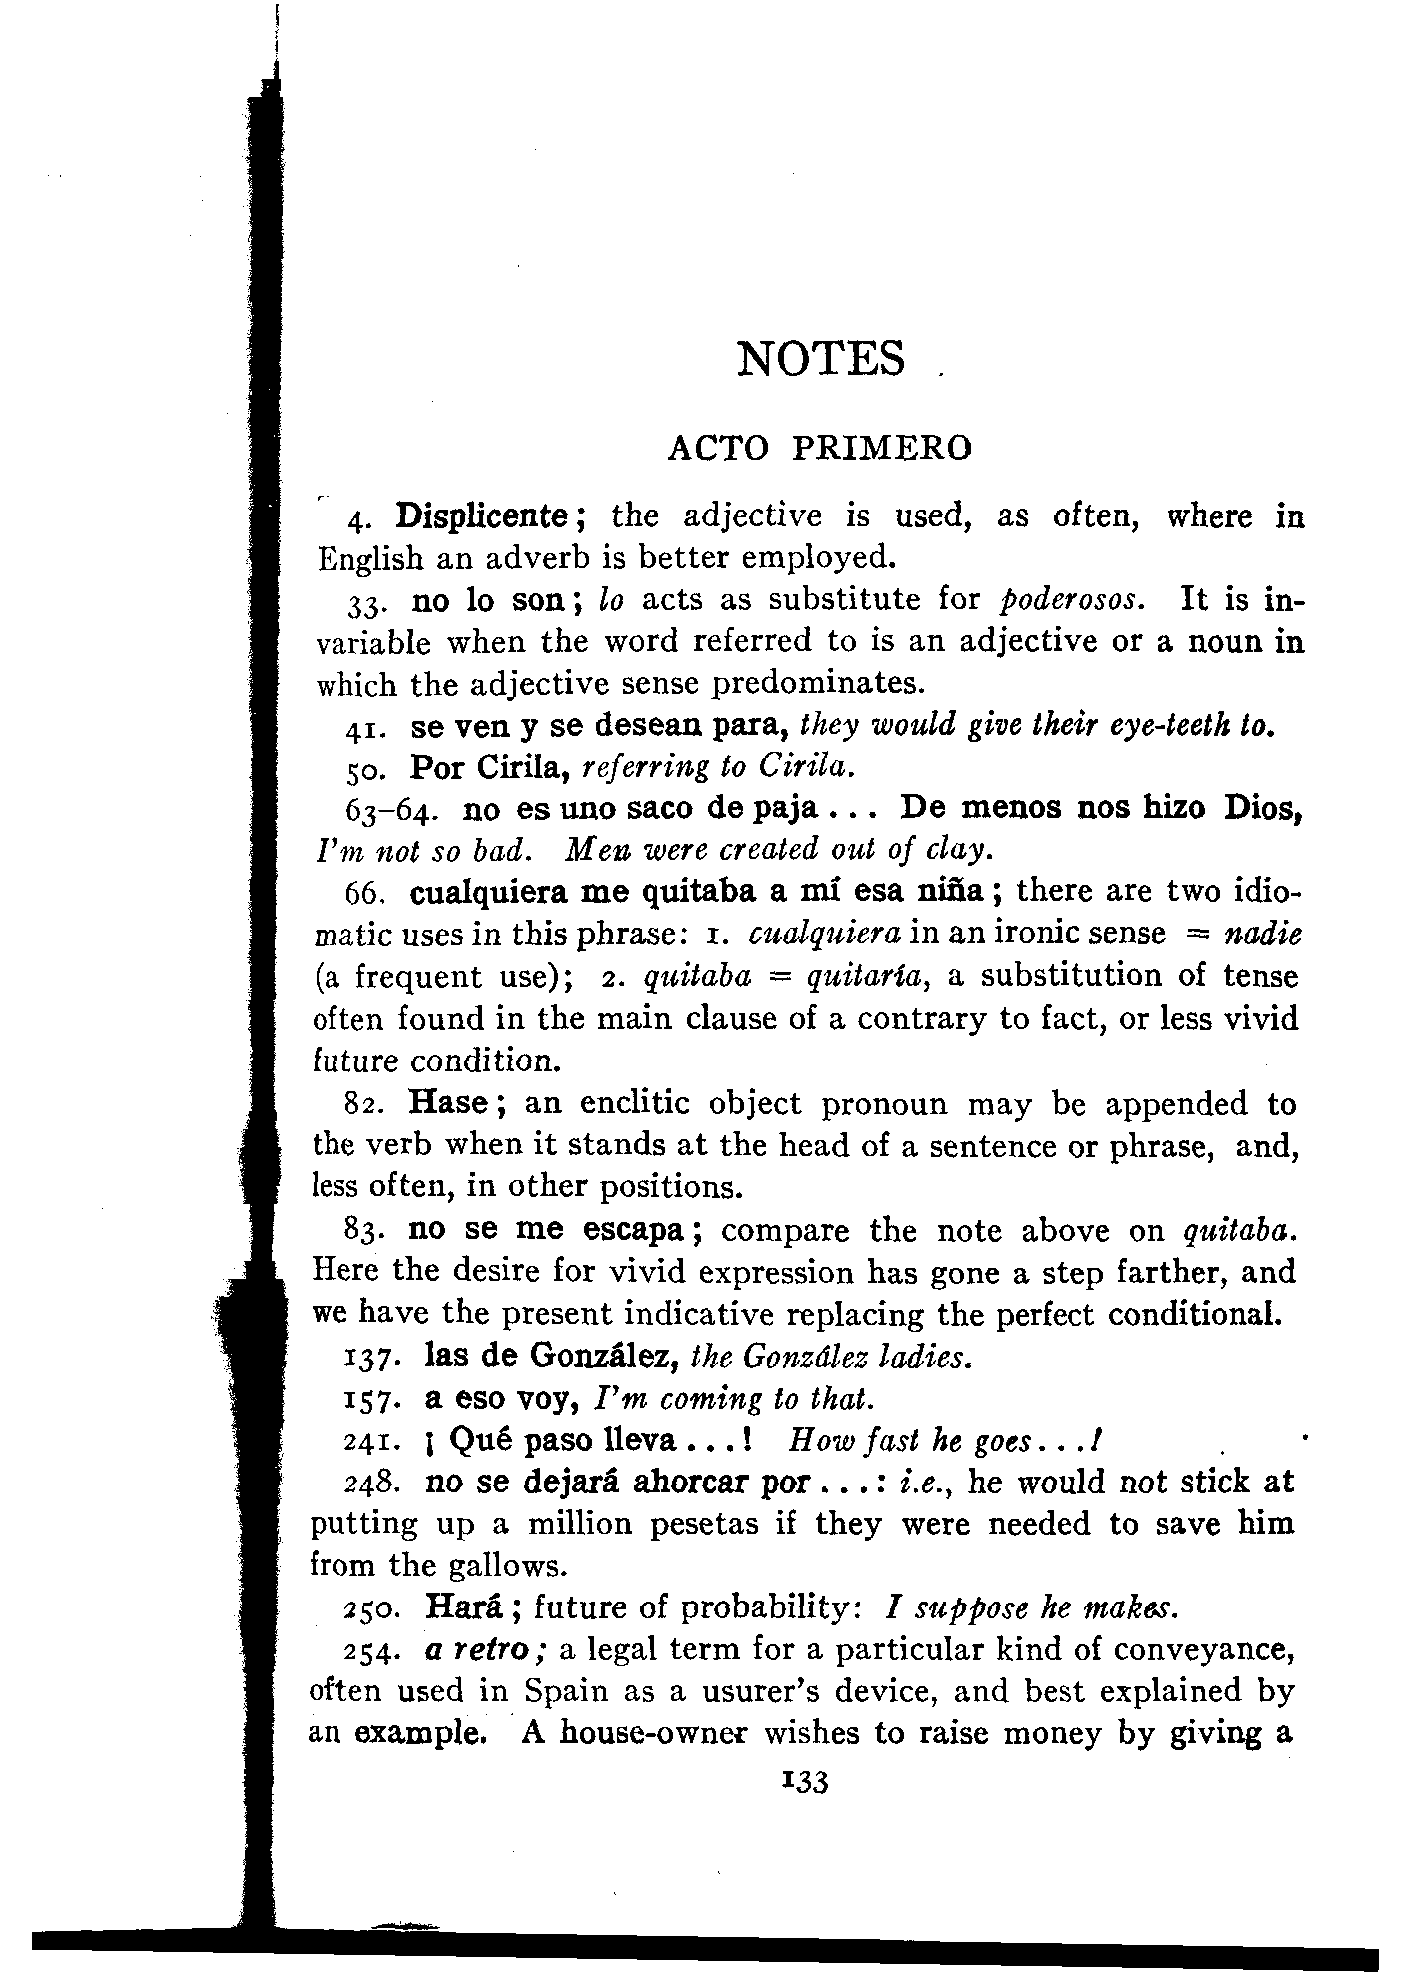 NOTES
ACTO PRIMERO
4. Displicente; the adjective is used, as often, where in
English an adverb is better employed.
33. no lo son; lo acts as substitute for poderosos. It is in-
variable when the word referred to is an adjective or a noun in
which the adjective sense predominates.
41. se ven y se desean para, they would give their eye-teeth to.
50. Por Cirila, referring to Cirila.
63–64. no es uno saco de paja ... De menos nos hizo Dios,
I'm not so bad. Men were created out of clay.
66. cualquiera me quitaba a mí esa niña; there are two idio-
matic uses in this phrase: 1. cualquiera in an ironic sense = nadie
(a frequent use); 2. quitaba = quitaría, a substitution of tense
often found in the main clause of a contrary to fact, or less vivid
future condition.
82. Hase; an enclitic object pronoun may be appended to
the verb when it stands at the head of a sentence or phrase, and,
less often, in other positions.
83. no se me escapa; compare the note above on quitaba.
Here the desire for vivid expression has gone a step farther, and
we have the present indicative replacing the perfect conditional.
137. las de González, the González ladies.
157. a eso voy, I'm coming to that.
241. ¡Qué paso lleva...! How fast he goes...!
248. no se dejará ahorcar por ...: i.e., he would not stick at
putting up a million pesetas if they were needed to save him
from the gallows.
250. Hará; future of probability: I suppose he makes.
254. a retro; a legal term for a particular kind of conveyance,
often used in Spain as a usurer's device, and best explained by
an example. A house-owner wishes to raise money by giving a
133